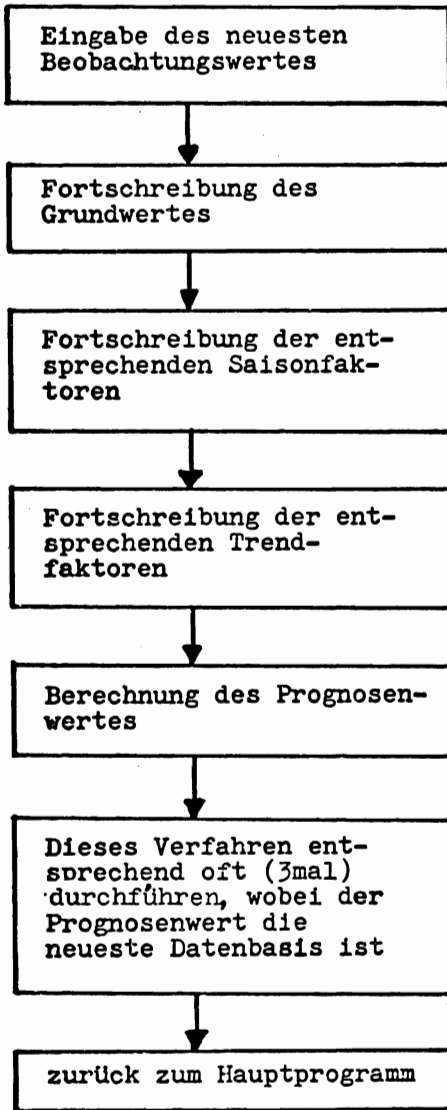 Eingabe des neuesten
Beobachtungswertes
Fortschreibung des
Grundwertes
Fortschreibung der ent-
sprechenden Saisonfak-
toren
Fortschreibung der ent-
sprechenden Trend-
faktoren
Berechnung des Prognosen-
wertes
Dieses Verfahren ent-
sprechend oft (3mal)
durchführen, wobei der
Prognosenwert die
neueste Datenbasis ist
zurück zum Hauptprogramm